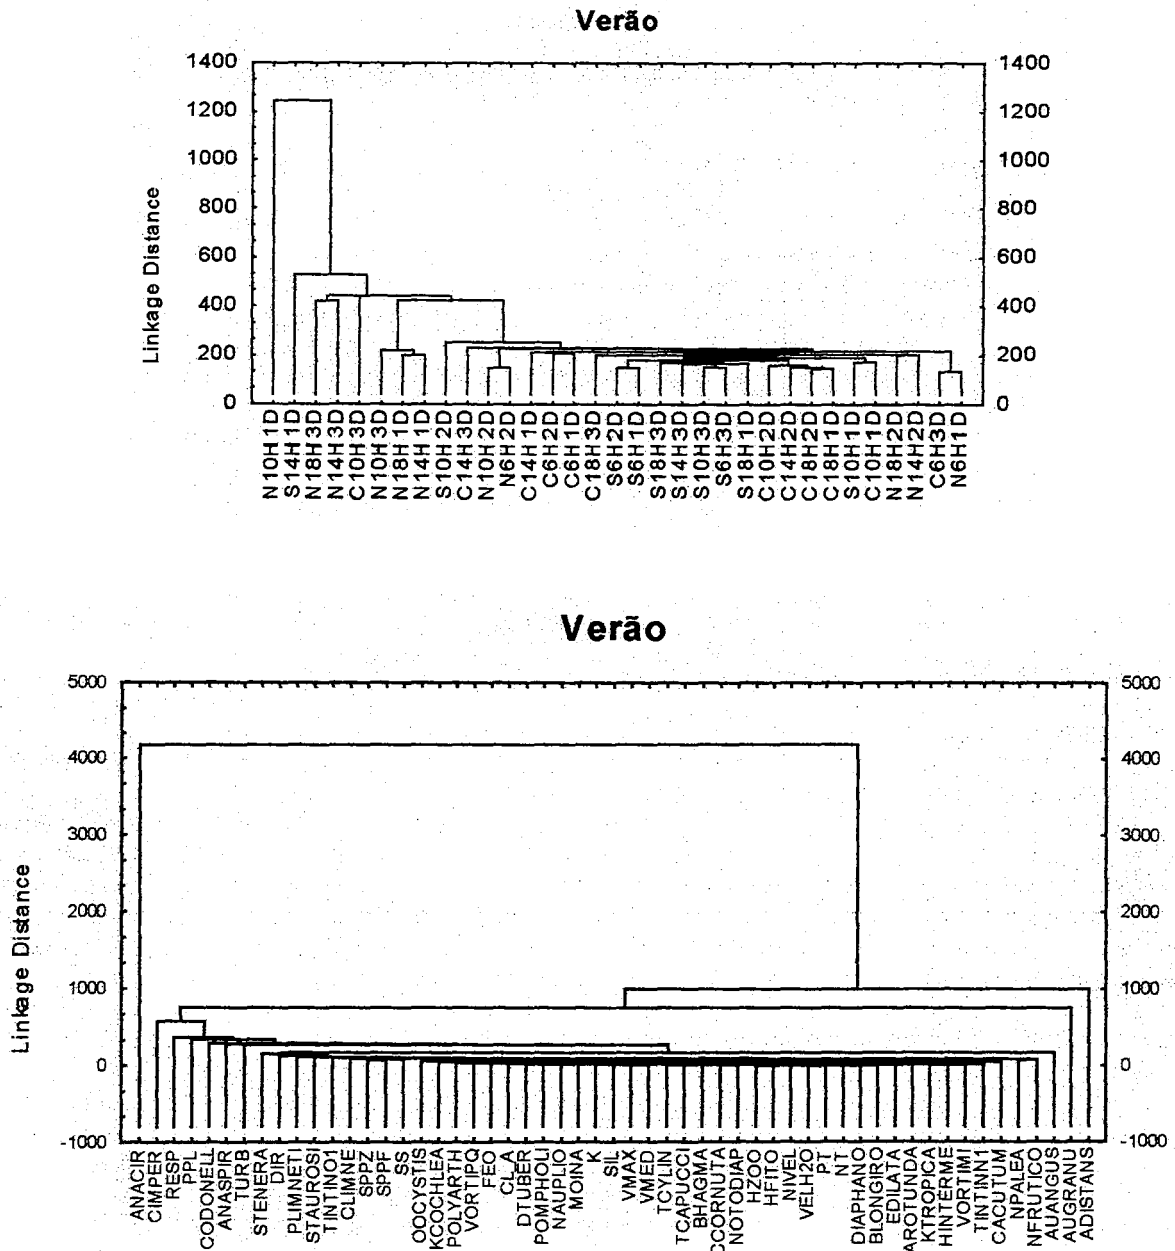 Verão
1400
1400
1200
1200
1000
1000
800
800
600
600
400
400
200
200
0
0
Linkage Distance
N10H1D
S14H1D
N18H3D
N14H3D
C10H3D
N10H3D
N18H1D
N14H1D
S10H2D
C14H3D
N10H2D
N6H2D
C14H1D
C6H2D
C6H1D
C18H3D
S6H2D
S6H1D
S18H3D
S14H3D
S10H3D
S6H3D
S18H1D
C10H2D
C14H2D
C18H2D
C18H1D
S10H1D
C10H1D
N18H2D
N14H2D
C6H3D
N6H1D
Verão
5000
5000
4000
4000
3000
3000
2000
2000
1000
1000
0
0
-1000
-1000
Linkage Distance
ANACIR
CIMPER
RESP
PPL
CODONELL
ANASPIR
TURB
STENERA
DIR
PLIMNETI
STAUROSI
TINTINO1
CLIMNE
SPPZ
SPPF
SS
OOCYSTIS
KCOCHLEA
POLYARTH
VORTIPQ
FEO
CL_A
DTUBER
POMPHOLI
NAUPLIO
MOINA
K
SIL
VMAX
VMED
TCYLIN
TCAPUCCI
BHAGMA
CCORNUTA
NOTODIAP
HZOO
HFITO
NIVEL
VELH2O
PT
NT
DIAPHANO
BLONGIRO
EDILATA
AROTUNDA
KTROPICA
HINTERME
VORTIMI
TINTINN1
CACUTUM
NPALEA
NFRUTICO
AUANGUS
AUGRANU
ADISTANS